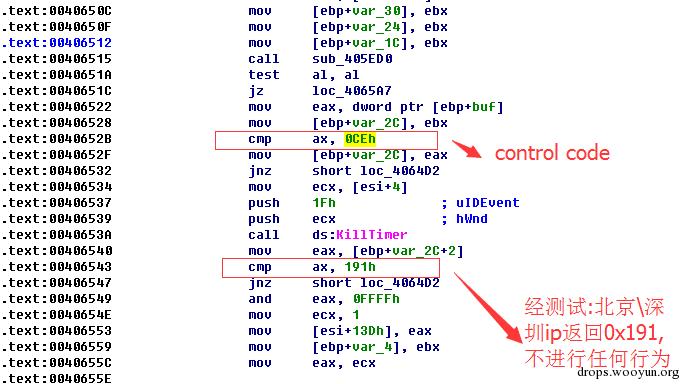 .text:0040650C mov [ebp+var_30], ebx
.text:0040650F mov [ebp+var_24], ebx
.text:00406512 mov [ebp+var_1C], ebx
.text:00406515 call sub_405ED0
.text:0040651A test al, al
.text:0040651C jz loc_4065A7
.text:00406522 mov eax, dword ptr [ebp+buf]
.text:00406528 mov [ebp+var_2C], ebx
.text:0040652B cmp ax, 0CEh
control code
.text:0040652F mov [ebp+var_2C], eax
.text:00406532 jnz short loc_4064D2
.text:00406534 mov ecx, [esi+4]
.text:00406537 push 1Fh ; uIDEvent
.text:00406539 push ecx ; hWnd
.text:0040653A call ds:KillTimer
.text:00406540 mov eax, [ebp+var_2C+2]
.text:00406543 cmp ax, 191h
.text:00406547 jnz short loc_4064D2
.text:00406549 and eax, 0FFFFh
.text:0040654E mov ecx, 1
.text:00406553 mov [esi+13Dh], eax
.text:00406559 mov [ebp+var_4], ebx
.text:0040655C mov eax, ecx
.text:0040655E
经测试:北京\深
圳ip返回0x191,
不进行任何行为
drops.wooyun.org